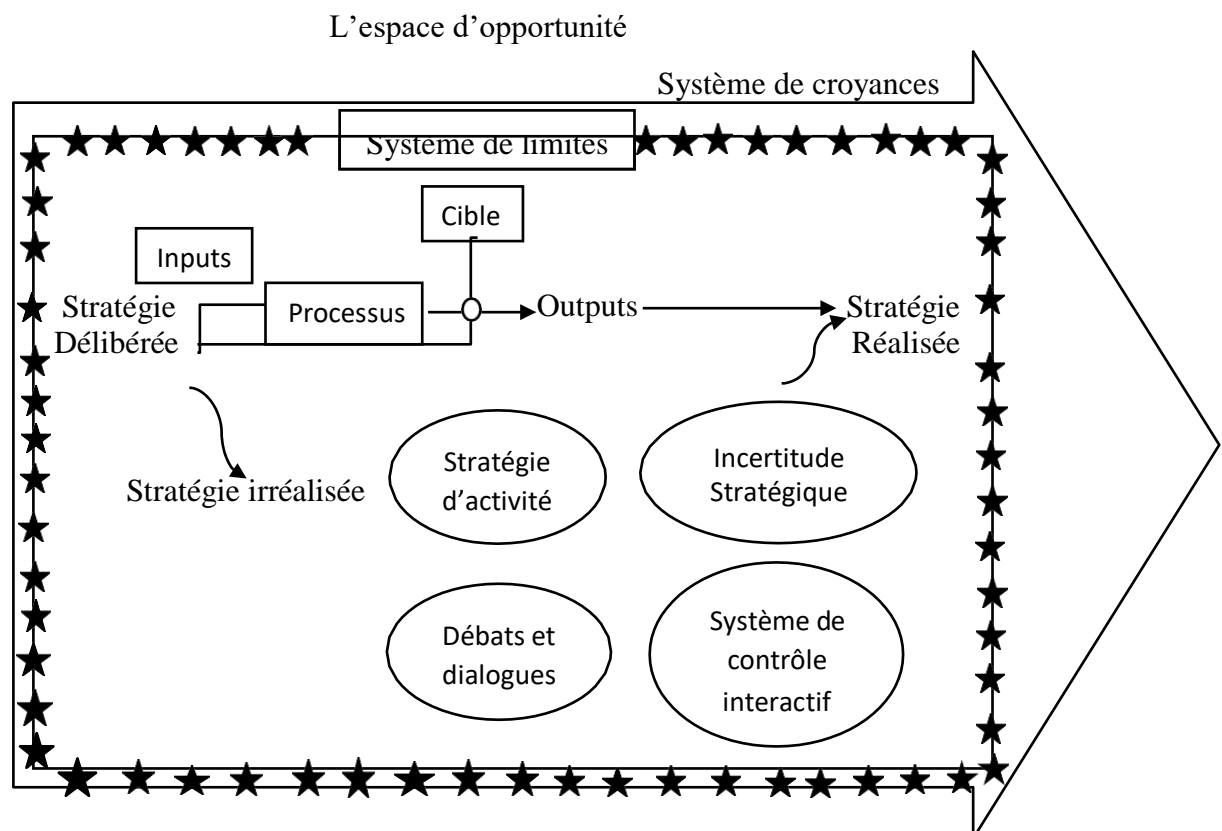 L’espace d’opportunité
Système de croyances
Système de limites
Cible
Inputs
Processus
Outputs
Stratégie
Délibérée
Stratégie
Réalisée
Stratégie irréalisée
Stratégie
d’activité
Incertitude
Stratégique
Débats et
dialogues
Système de
contrôle
interactif